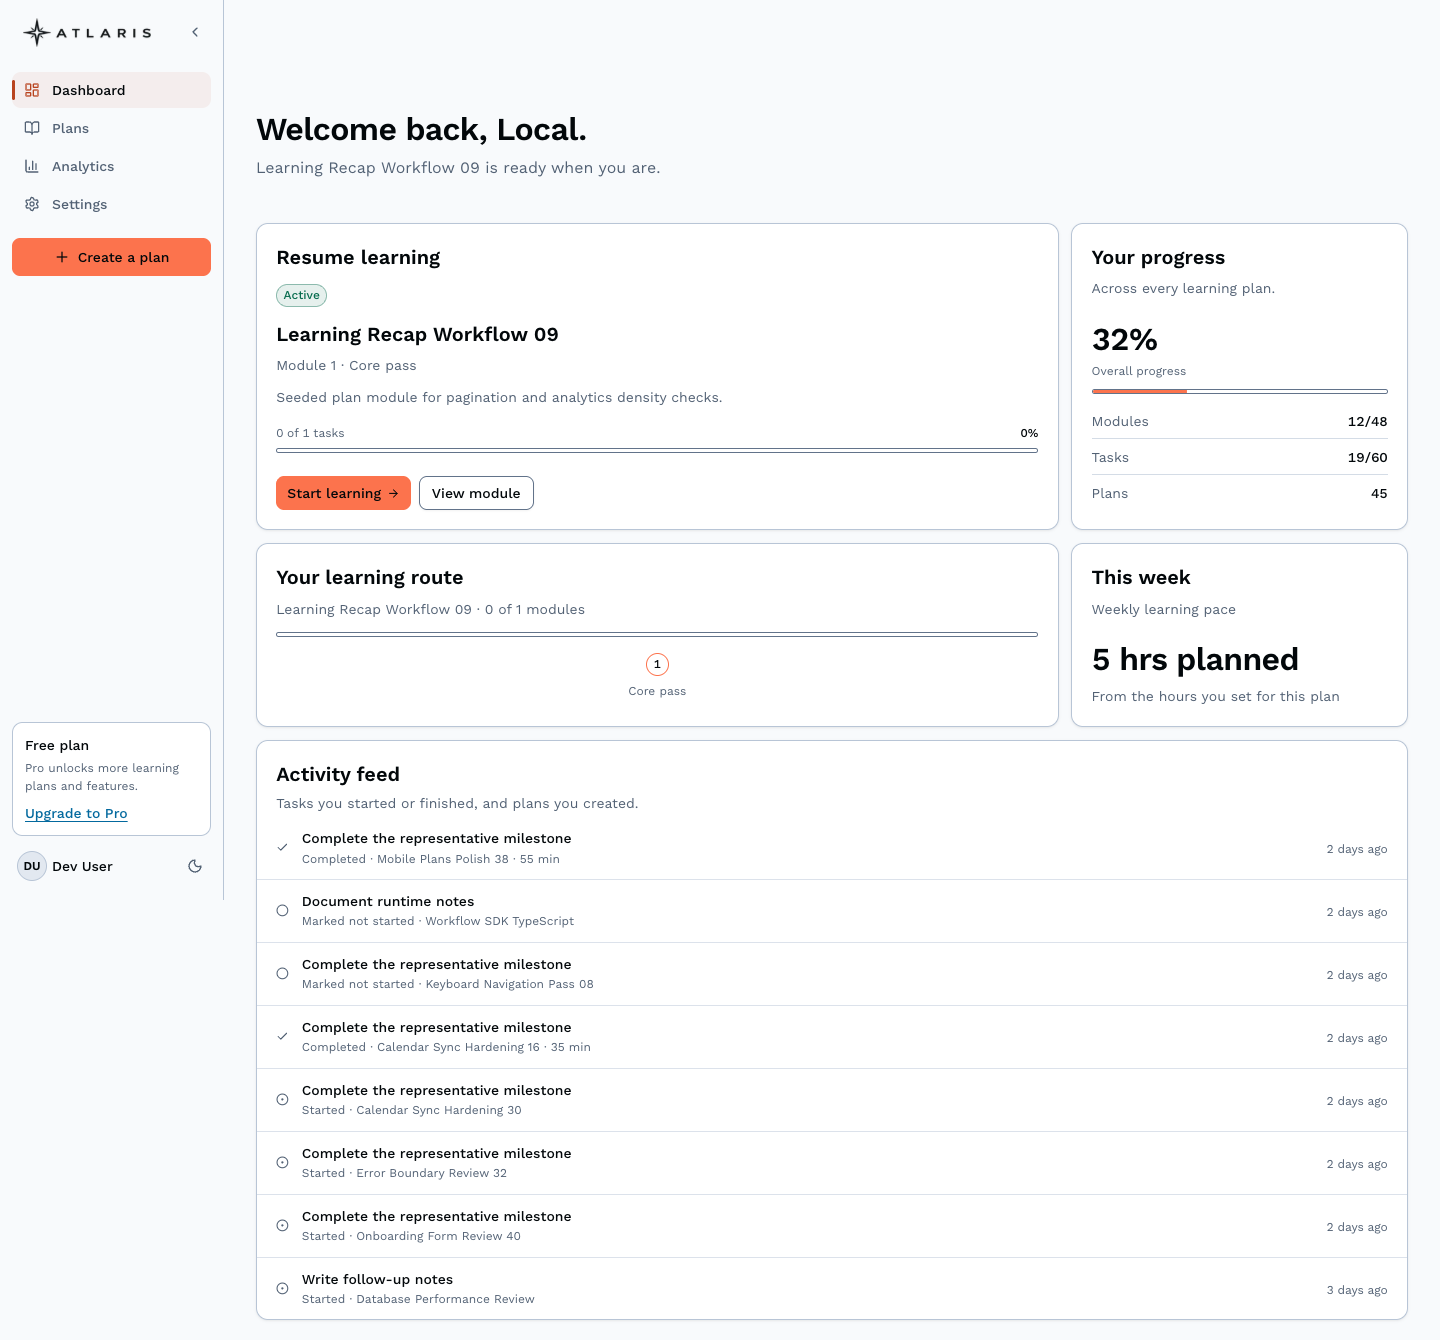 ATLARIS
Dashboard
Plans
Analytics
Settings
Create a plan
Free plan
Pro unlocks more learning
plans and features.
Upgrade to Pro
DU Dev User
Welcome back, Local.
Learning Recap Workflow 09 is ready when you are.
Resume learning
Active
Learning Recap Workflow 09
Module 1 · Core pass
Seeded plan module for pagination and analytics density checks.
0 of 1 tasks 0%
Start learning → View module
Your progress
Across every learning plan.
32%
Overall progress
Modules 12/48
Tasks 19/60
Plans 45
Your learning route
Learning Recap Workflow 09 · 0 of 1 modules
1
Core pass
This week
Weekly learning pace
5 hrs planned
From the hours you set for this plan
Activity feed
Tasks you started or finished, and plans you created.
Complete the representative milestone
Completed · Mobile Plans Polish 38 · 55 min
2 days ago
Document runtime notes
Marked not started · Workflow SDK TypeScript
2 days ago
Complete the representative milestone
Marked not started · Keyboard Navigation Pass 08
2 days ago
Complete the representative milestone
Completed · Calendar Sync Hardening 16 · 35 min
2 days ago
Complete the representative milestone
Started · Calendar Sync Hardening 30
2 days ago
Complete the representative milestone
Started · Error Boundary Review 32
2 days ago
Complete the representative milestone
Started · Onboarding Form Review 40
2 days ago
Write follow-up notes
Started · Database Performance Review
3 days ago